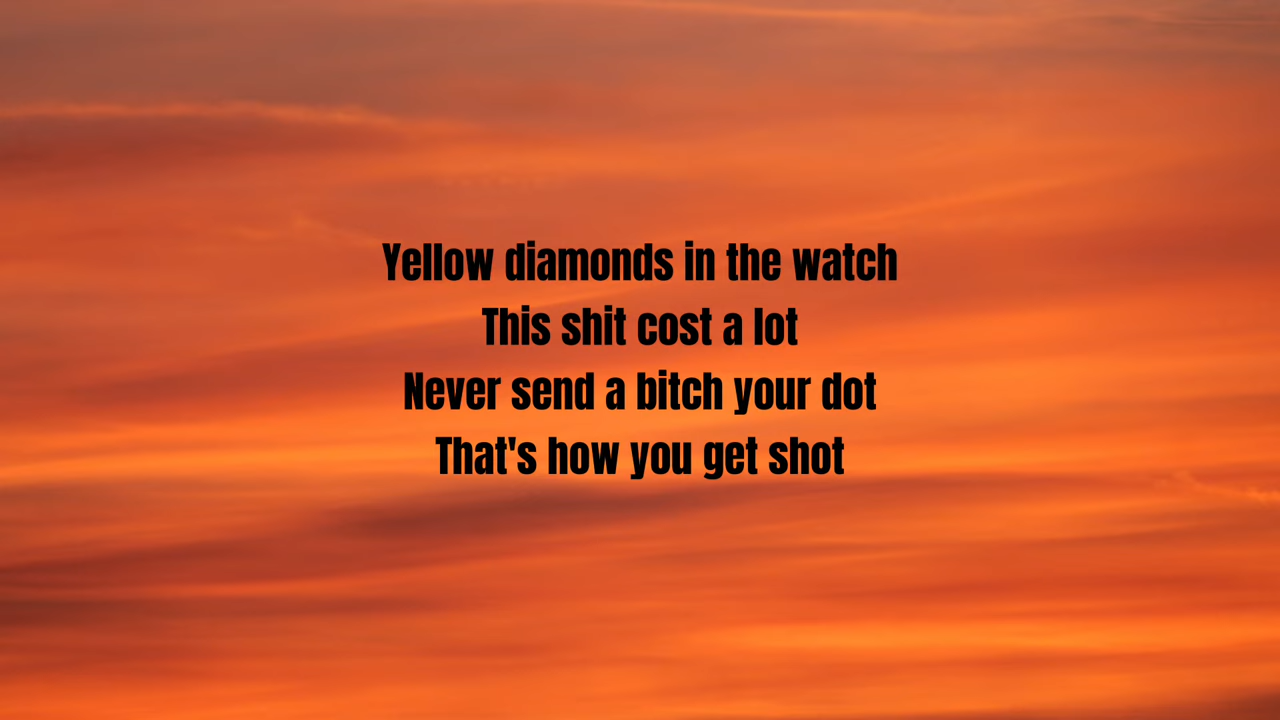 Yellow diamonds in the watch
This shit cost a lot
Never send a bitch your dot
That's how you get shot